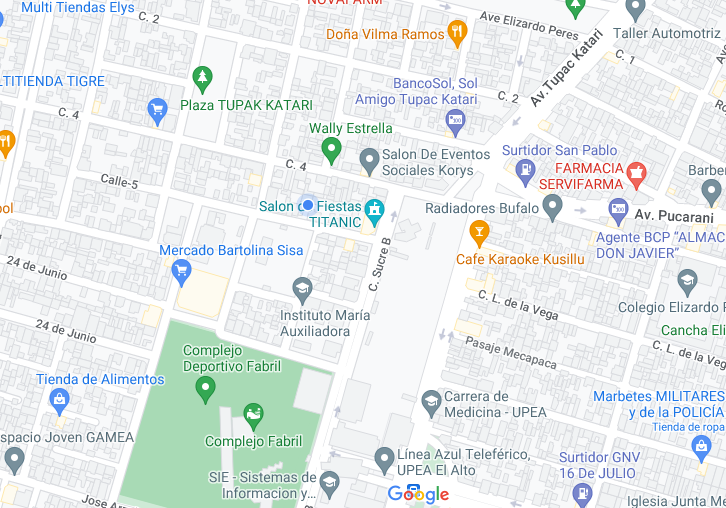 NOVAFARM
Multi Tiendas Elys
C. 2
Ave Elizardo Peres
Doña Vilma Ramos
Taller Automotriz
C. 1
Av. Tupac Katari
LTITIENDA TIGRE
BancoSol, Sol
Amigo Tupac Katari
C. 2
Plaza TUPAK KATARI
C. 4
Wally Estrella
Surtidor San Pablo
Salon De Eventos
Sociales Korys
C. 4
FARMACIA
SERVIFARMA
Calle-5
Barber
Salon de Fiestas
TITANIC
Radiadores Bufalo
Av. Pucarani
Agente BCP "ALMAC
DON JAVIER"
Mercado Bartolina Sisa
C. Sucre B
Cafe Karaoke Kusillu
24 de Junio
Instituto María
Auxiliadora
C. L. de la Vega
Colegio Elizardo P
Cancha Eli
24 de Junio
Pasaje Mecapaca
C. L. de la Vega
Complejo
Deportivo Fabril
Tienda de Alimentos
Carrera de
Medicina - UPEA
Marbetes MILITARES
y de la POLICÍA
Tienda de ropa
Complejo Fabril
spacio Joven GAMEA
Línea Azul Teleférico,
UPEA El Alto
Surtidor GNV
16 DE JULIO
SIE - Sistemas de
Informacion y...
Jose Arm
Google
Iglesia Junta Me